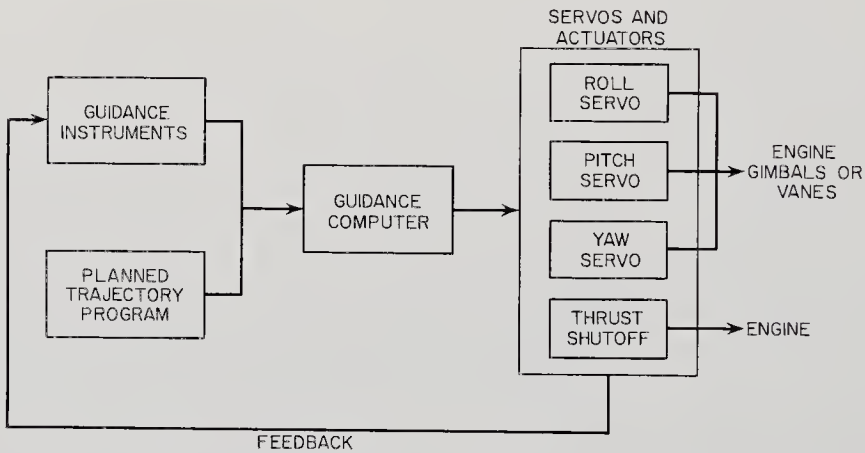 SERVOS AND
ACTUATORS
GUIDANCE
INSTRUMENTS
PLANNED
TRAJECTORY
PROGRAM
GUIDANCE
COMPUTER
ROLL
SERVO
PITCH
SERVO
YAW
SERVO
THRUST
SHUTOFF
ENGINE
GIMBALS OR
VANES
ENGINE
FEEDBACK